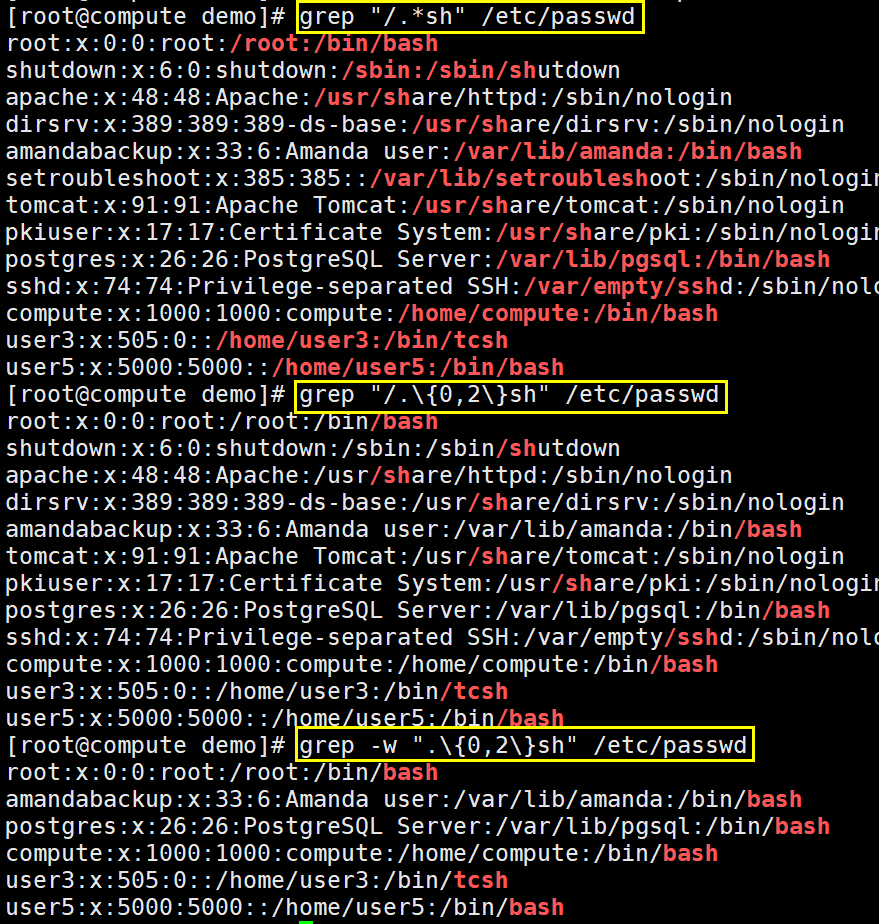 [root@compute demo]# grep "/.*sh" /etc/passwd
root:x:0:0:root:/root:/bin/bash
shutdown:x:6:0:shutdown:/sbin:/sbin/shutdown
apache:x:48:48:Apache:/usr/share/httpd:/sbin/nologin
dirsrv:x:389:389:389-ds-base:/usr/share/dirsrv:/sbin/nologin
amandabackup:x:33:6:Amanda user:/var/lib/amanda:/bin/bash
setroubleshoot:x:385:385::/var/lib/setroubleshoot:/sbin/nologin
tomcat:x:91:91:Apache Tomcat:/usr/share/tomcat:/sbin/nologin
pkiuser:x:17:17:Certificate System:/usr/share/pki:/sbin/nologin
postgres:x:26:26:PostgreSQL Server:/var/lib/pgsql:/bin/bash
sshd:x:74:74:Privilege-separated SSH:/var/empty/sshd:/sbin/nolo
compute:x:1000:1000:compute:/home/compute:/bin/bash
user3:x:505:0::/home/user3:/bin/tcsh
user5:x:5000:5000::/home/user5:/bin/bash
[root@compute demo]# grep "/.\{0,2\}sh" /etc/passwd
root:x:0:0:root:/root:/bin/bash
shutdown:x:6:0:shutdown:/sbin:/sbin/shutdown
apache:x:48:48:Apache:/usr/share/httpd:/sbin/nologin
dirsrv:x:389:389:389-ds-base:/usr/share/dirsrv:/sbin/nologin
amandabackup:x:33:6:Amanda user:/var/lib/amanda:/bin/bash
tomcat:x:91:91:Apache Tomcat:/usr/share/tomcat:/sbin/nologin
pkiuser:x:17:17:Certificate System:/usr/share/pki:/sbin/nologin
postgres:x:26:26:PostgreSQL Server:/var/lib/pgsql:/bin/bash
sshd:x:74:74:Privilege-separated SSH:/var/empty/sshd:/sbin/nolo
compute:x:1000:1000:compute:/home/compute:/bin/bash
user3:x:505:0::/home/user3:/bin/tcsh
user5:x:5000:5000::/home/user5:/bin/bash
[root@compute demo]# grep -w ".\{0,2\}sh" /etc/passwd
root:x:0:0:root:/root:/bin/bash
amandabackup:x:33:6:Amanda user:/var/lib/amanda:/bin/bash
postgres:x:26:26:PostgreSQL Server:/var/lib/pgsql:/bin/bash
compute:x:1000:1000:compute:/home/compute:/bin/bash
user3:x:505:0::/home/user3:/bin/tcsh
user5:x:5000:5000::/home/user5:/bin/bash